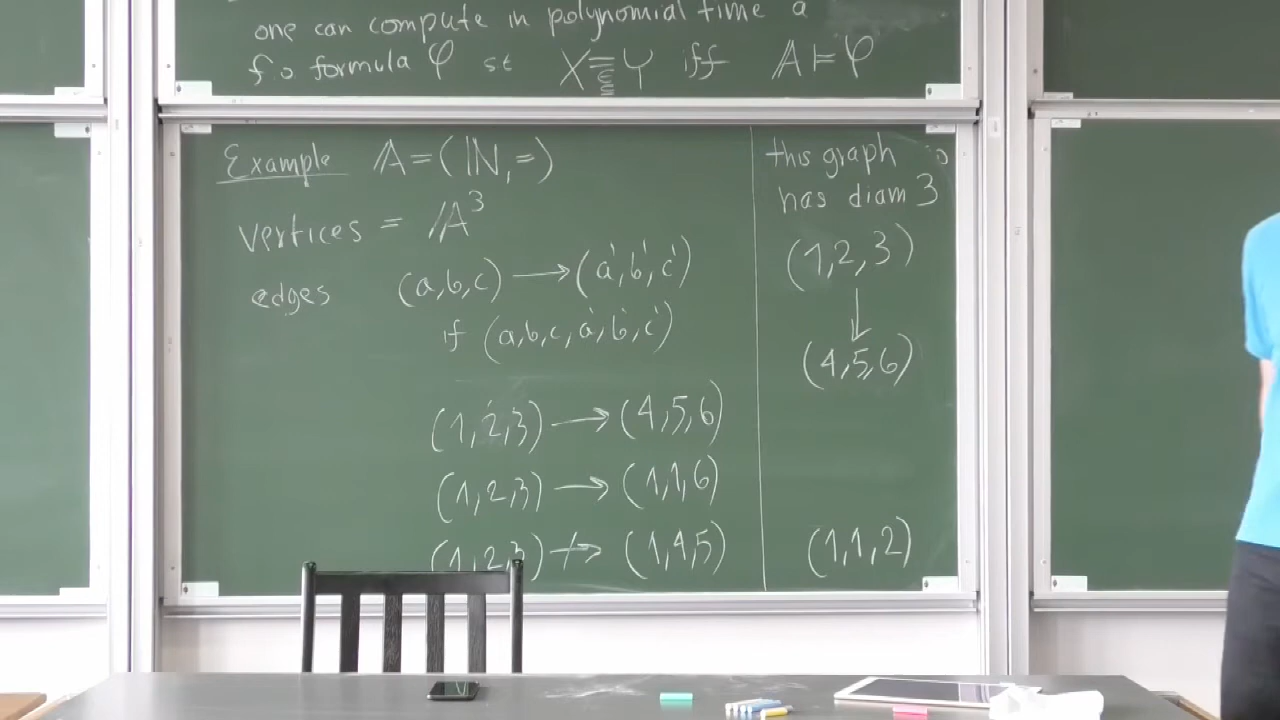 one can compute in polynomial time a
fo formula φ st X ≡ Y iff 𝔸 ⊨ φ
Example 𝔸 = (ℕ, =)
vertices = 𝔸³
edges (a,b,c) → (a',b',c')
if (a,b,c,a',b',c')
(1,2,3) → (4,5,6)
(1,2,3) → (1,1,6)
(1,2,3) ↛ (1,4,5)
this graph
has diam 3
(1,2,3)
↓
(4,5,6)
(1,1,2)